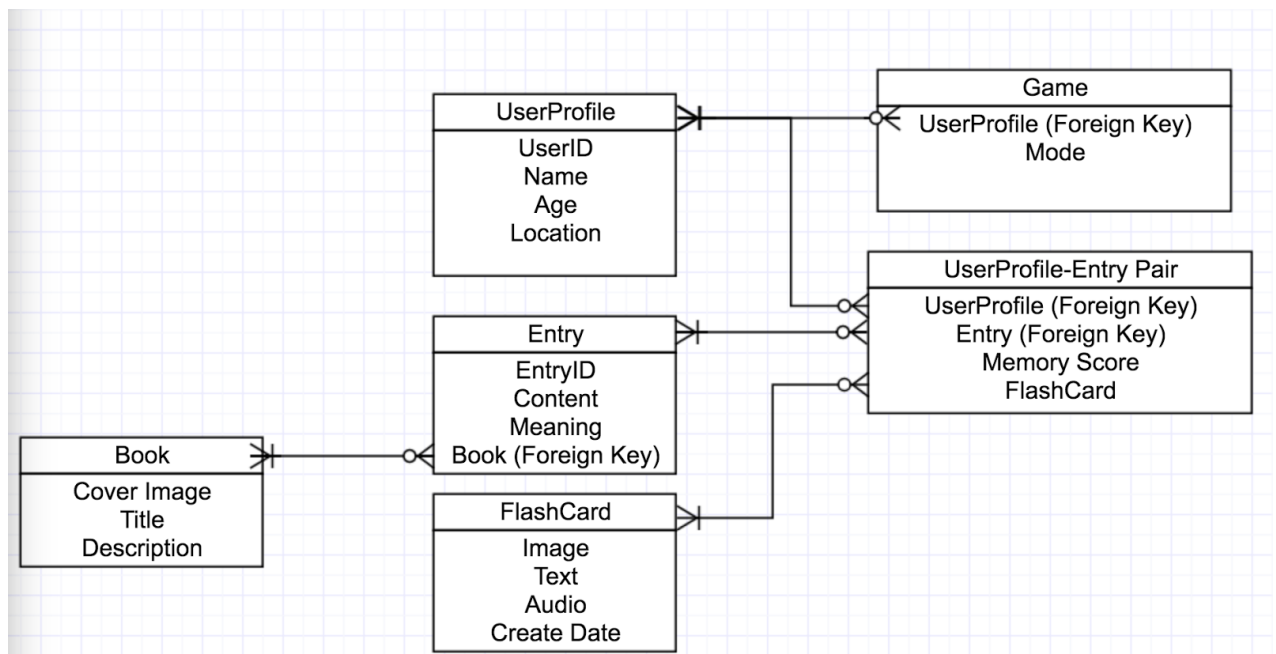 UserProfile
UserID
Name
Age
Location
Game
UserProfile (Foreign Key)
Mode
UserProfile-Entry Pair
UserProfile (Foreign Key)
Entry (Foreign Key)
Memory Score
FlashCard
Entry
EntryID
Content
Meaning
Book (Foreign Key)
Book
Cover Image
Title
Description
FlashCard
Image
Text
Audio
Create Date